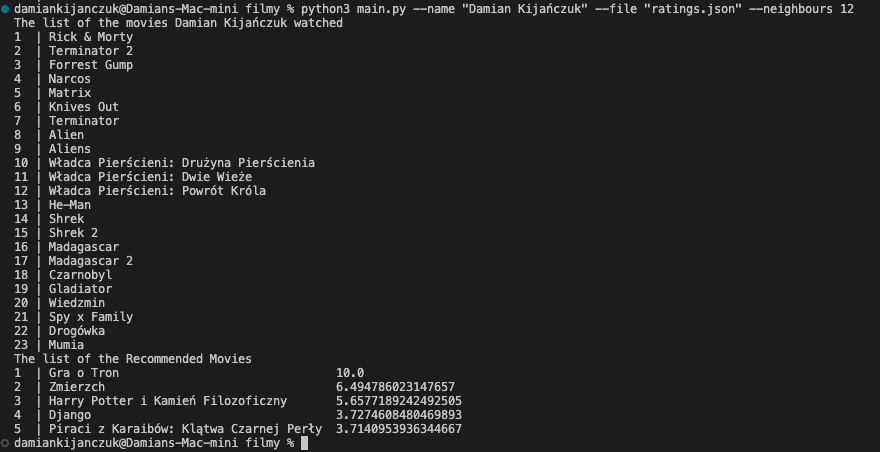 damiankijanczuk@Damians-Mac-mini filmy % python3 main.py --name "Damian Kijańczuk" --file "ratings.json" --neighbours 12
The list of the movies Damian Kijańczuk watched
1 | Rick & Morty
2 | Terminator 2
3 | Forrest Gump
4 | Narcos
5 | Matrix
6 | Knives Out
7 | Terminator
8 | Alien
9 | Aliens
10 | Władca Pierścieni: Drużyna Pierścienia
11 | Władca Pierścieni: Dwie Wieże
12 | Władca Pierścieni: Powrót Króla
13 | He-Man
14 | Shrek
15 | Shrek 2
16 | Madagascar
17 | Madagascar 2
18 | Czarnobyl
19 | Gladiator
20 | Wiedzmin
21 | Spy x Family
22 | Drogówka
23 | Mumia
The list of the Recommended Movies
1 | Gra o Tron 10.0
2 | Zmierzch 6.494786023147657
3 | Harry Potter i Kamień Filozoficzny 5.6577189242492505
4 | Django 3.7274608480469893
5 | Piraci z Karaibów: Klątwa Czarnej Perły 3.7140953936344667
damiankijanczuk@Damians-Mac-mini filmy %